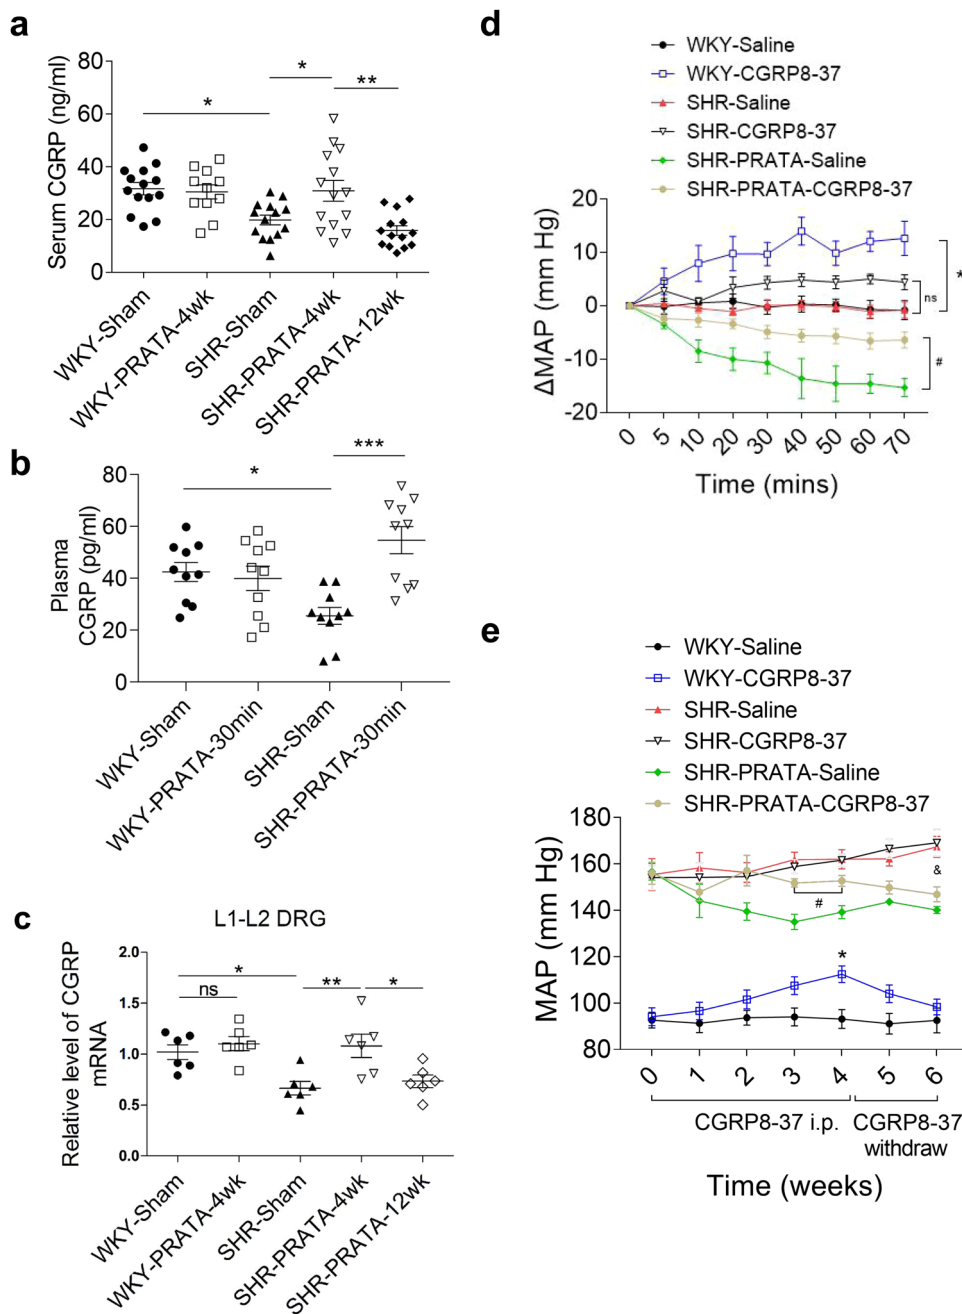 a
Serum CGRP (ng/ml)
80
60
40
20
0
*
*
**
WKY-Sham
WKY-PRATA-4wk
SHR-Sham
SHR-PRATA-4wk
SHR-PRATA-12wk
b
Plasma
CGRP (pg/ml)
80
60
40
20
0
*
***
WKY-Sham
WKY-PRATA-30min
SHR-Sham
SHR-PRATA-30min
c
L1-L2 DRG
Relative level of CGRP
mRNA
2.0
1.5
1.0
0.5
0.0
ns
*
**
*
WKY-Sham
WKY-PRATA-4wk
SHR-Sham
SHR-PRATA-4wk
SHR-PRATA-12wk
d
WKY-Saline
WKY-CGRP8-37
SHR-Saline
SHR-CGRP8-37
SHR-PRATA-Saline
SHR-PRATA-CGRP8-37
ΔMAP (mm Hg)
20
10
0
-10
-20
*
ns
#
0 5 10 20 30 40 50 60 70
Time (mins)
e
WKY-Saline
WKY-CGRP8-37
SHR-Saline
SHR-CGRP8-37
SHR-PRATA-Saline
SHR-PRATA-CGRP8-37
MAP (mm Hg)
180
160
140
120
100
80
&
#
*
0 1 2 3 4 5 6
CGRP8-37 i.p.
CGRP8-37
withdraw
Time (weeks)